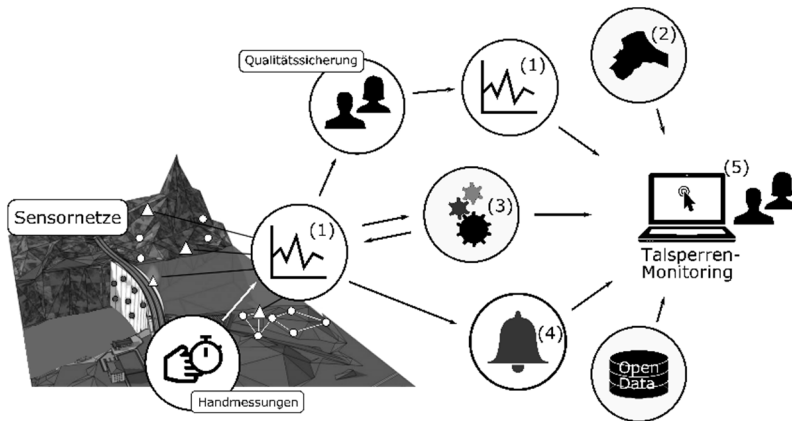 Qualitätssicherung
(1)
(2)
Sensornetze
(1)
(3)
(5)
Talsperren-
Monitoring
(4)
Handmessungen
Open
Data